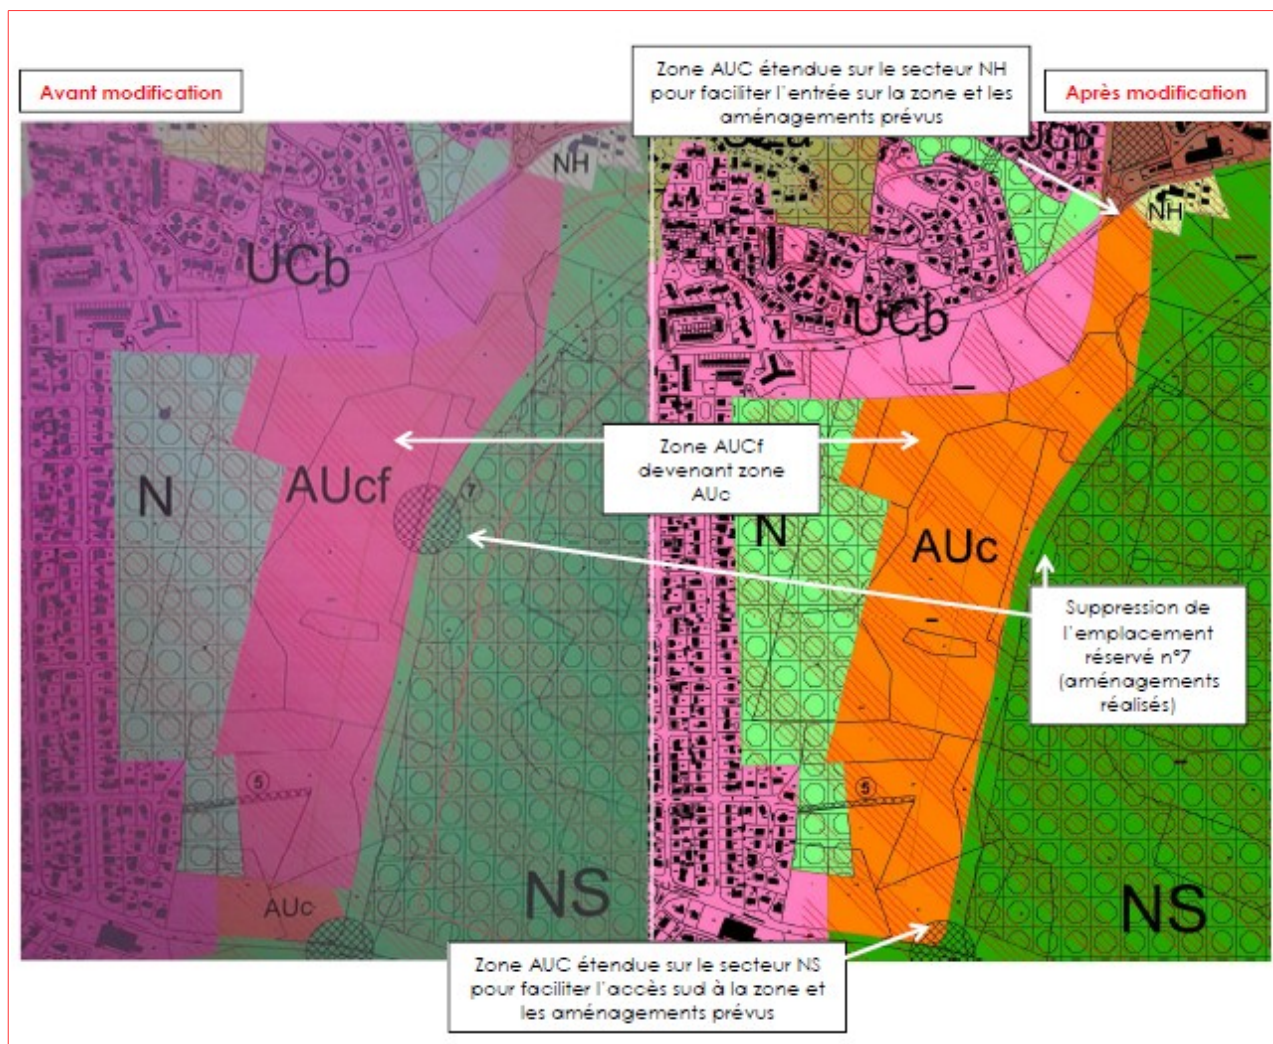 Zone AUC étendue sur le secteur NH
pour faciliter l'entrée sur la zone et les
aménagements prévus
Avant modification
Après modification
NH
UCb
N
AUcf
7
5
AUc
NS
UCb
NH
UCb
N
AUc
5
NS
Zone AUCf
devenant zone
AUc
Suppression de
l'emplacement
réservé n°7
(aménagements
réalisés)
Zone AUC étendue sur le secteur NS
pour faciliter l'accès sud à la zone et
les aménagements prévus